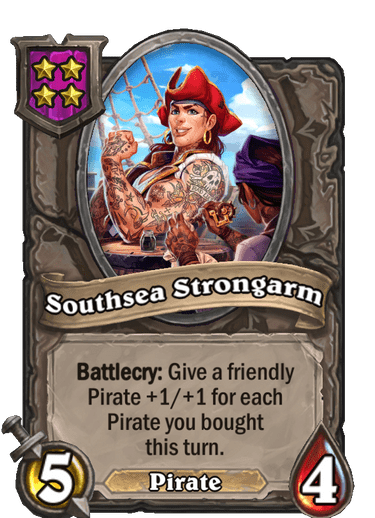 Southsea Strongarm
Battlecry: Give a friendly
Pirate +1/+1 for each
Pirate you bought
this turn.
5
Pirate
4